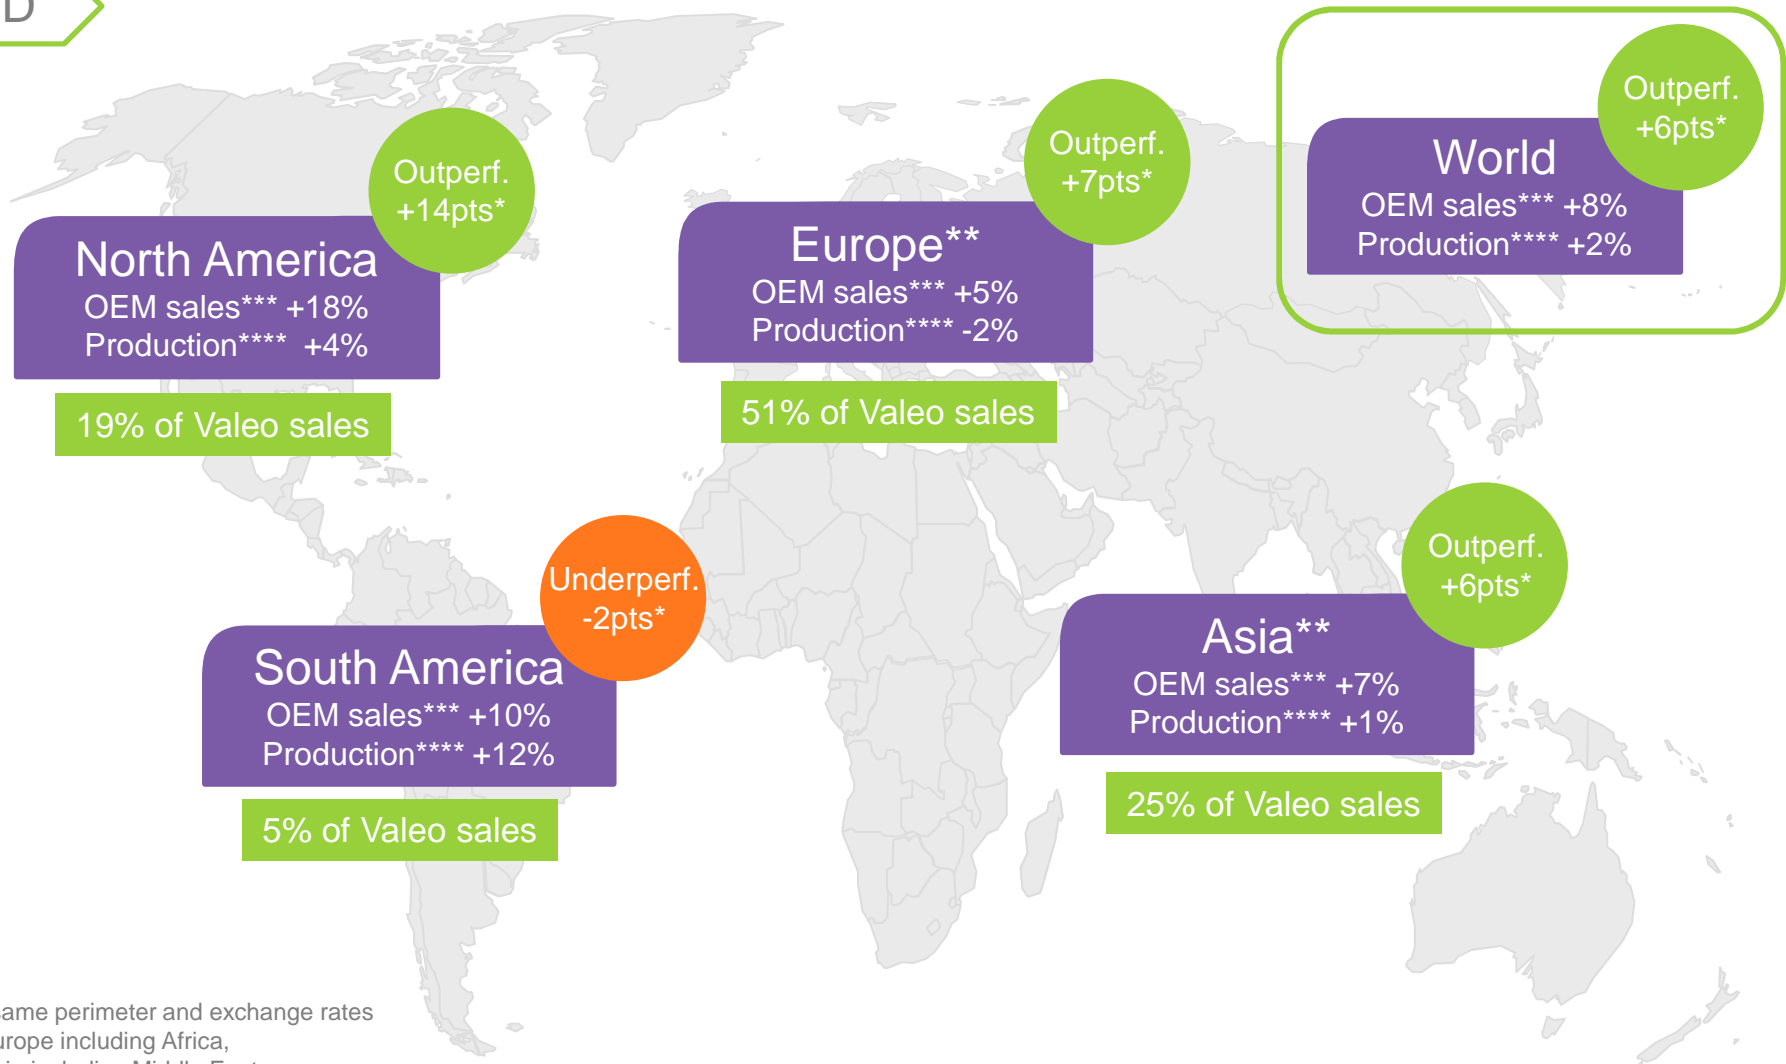 D
Outperf.
+14pts*
North America
OEM sales*** +18%
Production**** +4%
19% of Valeo sales
Outperf.
+7pts*
Europe**
OEM sales*** +5%
Production**** -2%
51% of Valeo sales
Outperf.
+6pts*
World
OEM sales*** +8%
Production**** +2%
Underperf.
-2pts*
South America
OEM sales*** +10%
Production**** +12%
5% of Valeo sales
Outperf.
+6pts*
Asia**
OEM sales*** +7%
Production**** +1%
25% of Valeo sales
same perimeter and exchange rates
urope including Africa,